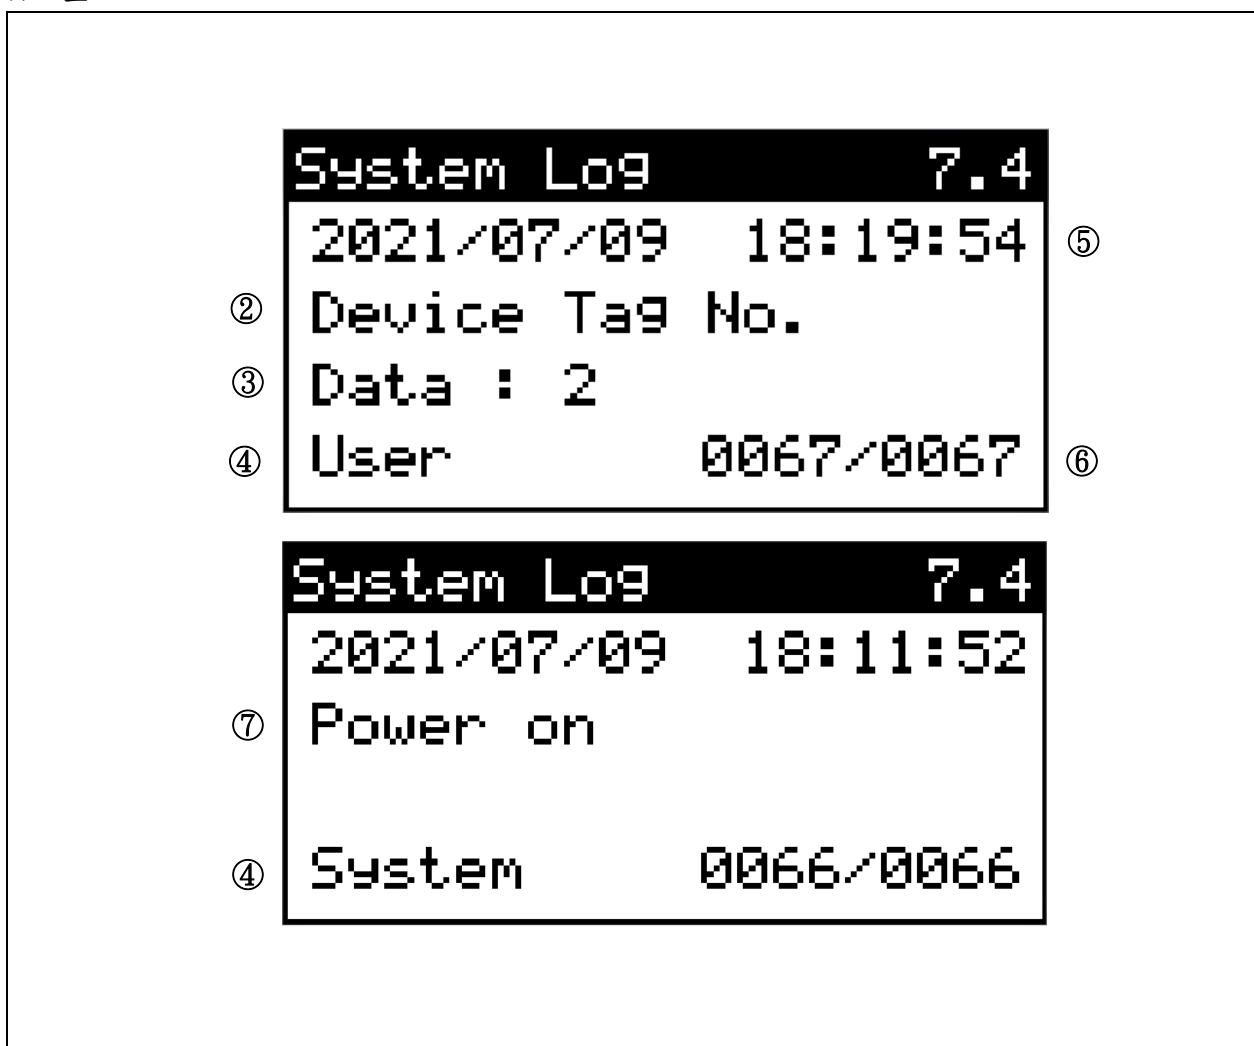 System Log 7.4
2021/07/09 18:19:54 ⑤
② Device Tag No.
③ Data : 2
④ User 0067/0067 ⑥
System Log 7.4
2021/07/09 18:11:52
⑦ Power on
④ System 0066/0066